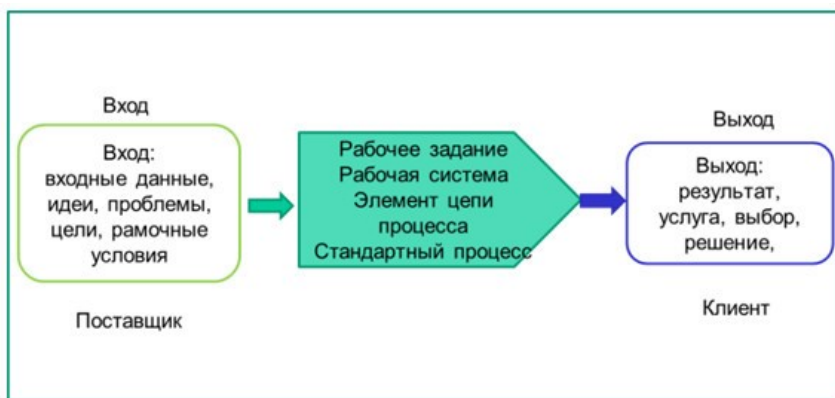 Вход
Вход:
входные данные,
идеи, проблемы,
цели, рамочные
условия
Поставщик
Рабочее задание
Рабочая система
Элемент цепи
процесса
Стандартный процесс
Выход
Выход:
результат,
услуга, выбор,
решение,
Клиент